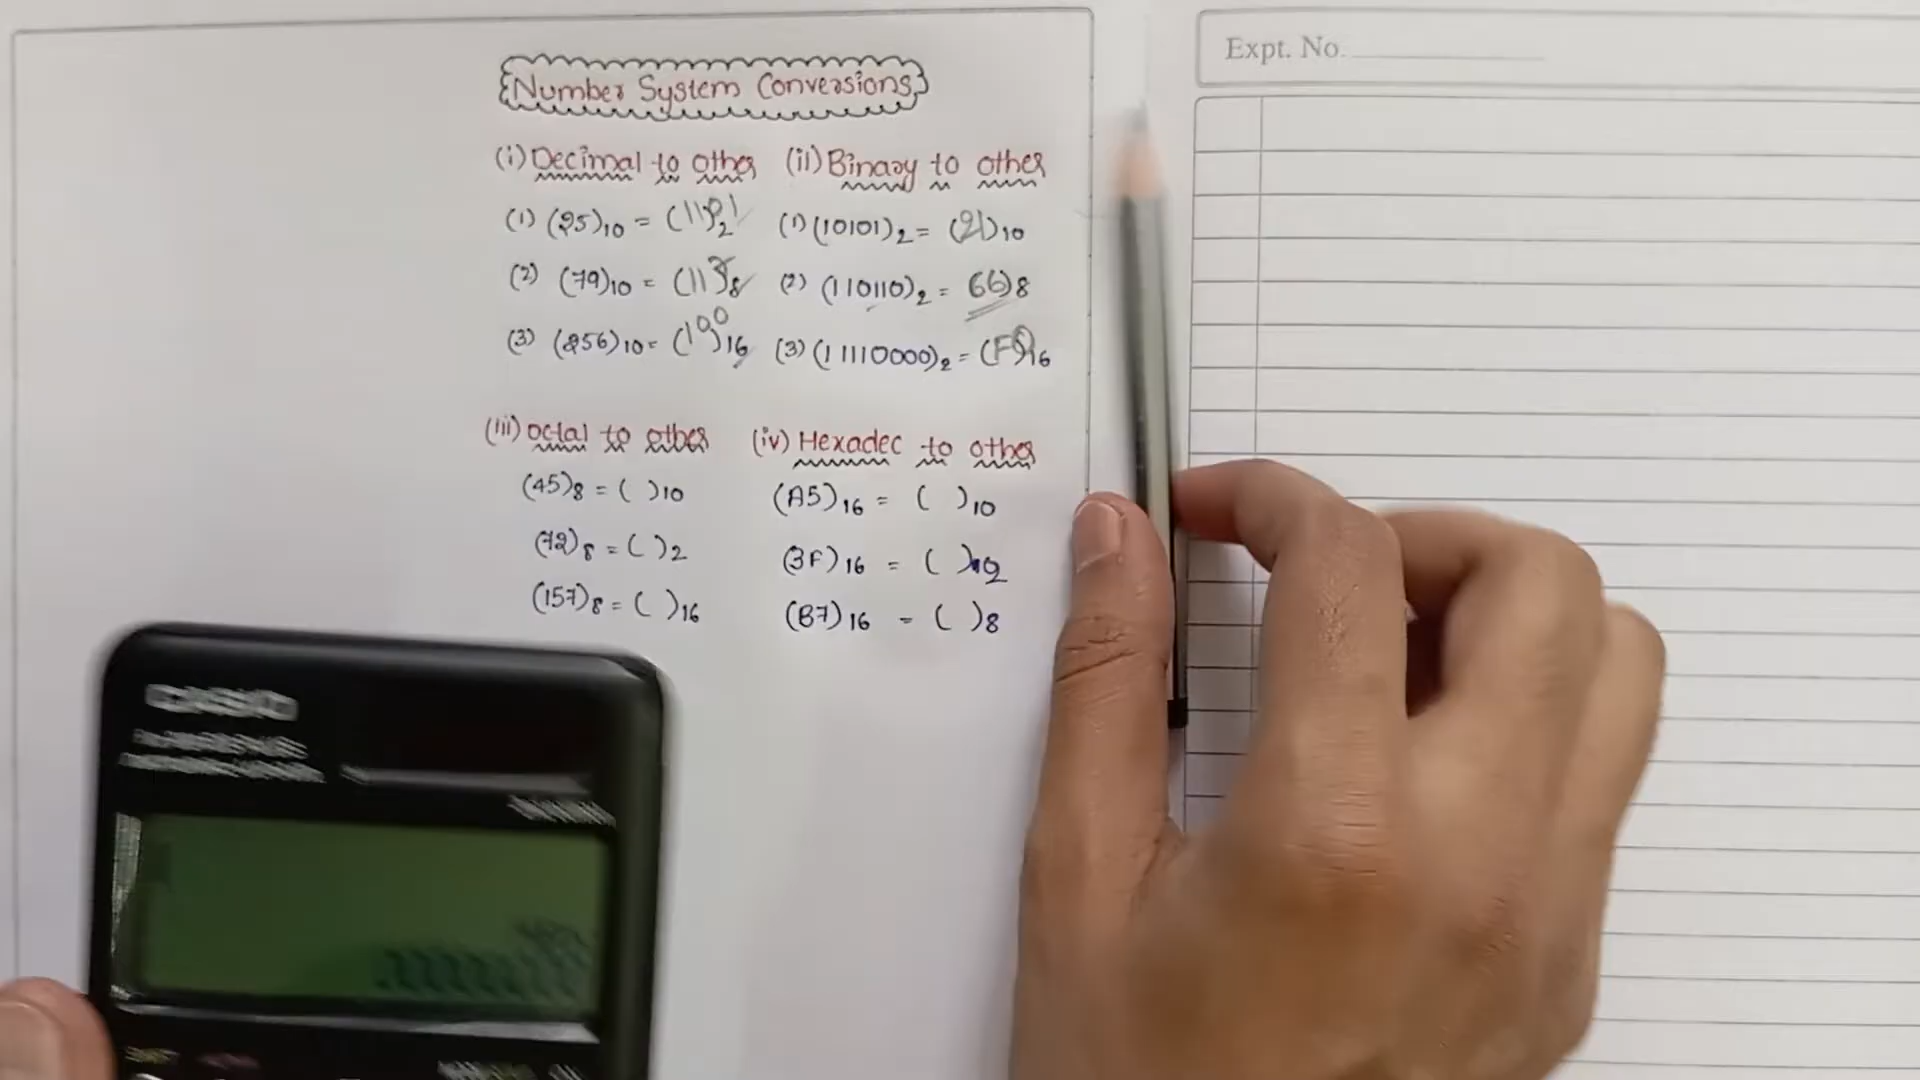 Expt. No.
Number System Conversions
(i) Decimal to other
(1) (25)10 =
(2) (79)10 = (117)8
(3) (256)10 = (100)16
(ii) Binary to other
(1) (10101)2 = (21)10
(2) (110110)2 = 66)8
(3) (11110000)2 = (F0)16
(iii) octal to other
(45)8 = ( )10
(72)8 = ( )2
(157)8 = ( )16
(iv) Hexadec to other
(A5)16 = ( )10
(3F)16 = ( )2
(B7)16 = ( )8
CASIO